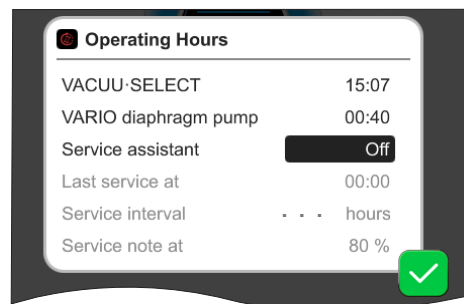 Operating Hours
VACUU·SELECT 15:07
VARIO diaphragm pump 00:40
Service assistant Off
Last service at 00:00
Service interval - - - hours
Service note at 80 %